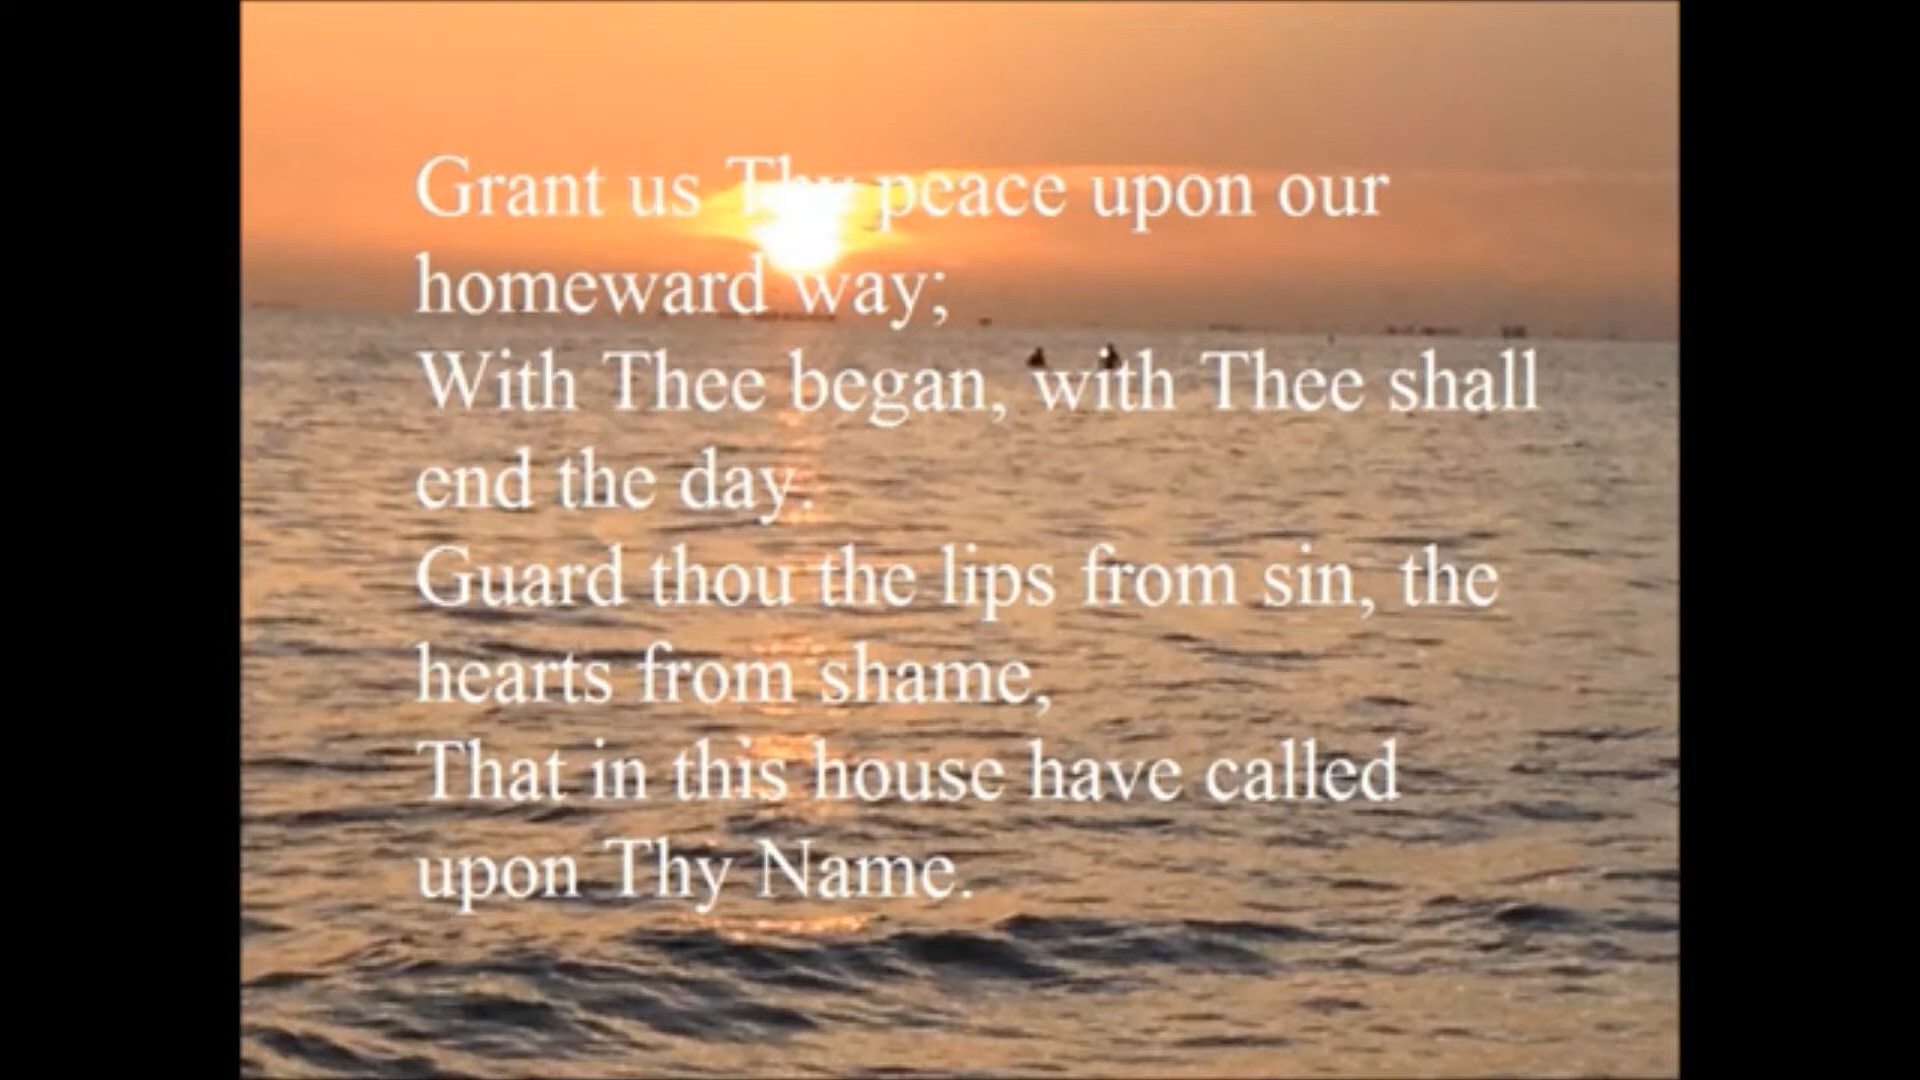 Grant us Thy peace upon our
homeward way;
With Thee began, with Thee shall
end the day.
Guard thou the lips from sin, the
hearts from shame,
That in this house have called
upon Thy Name.